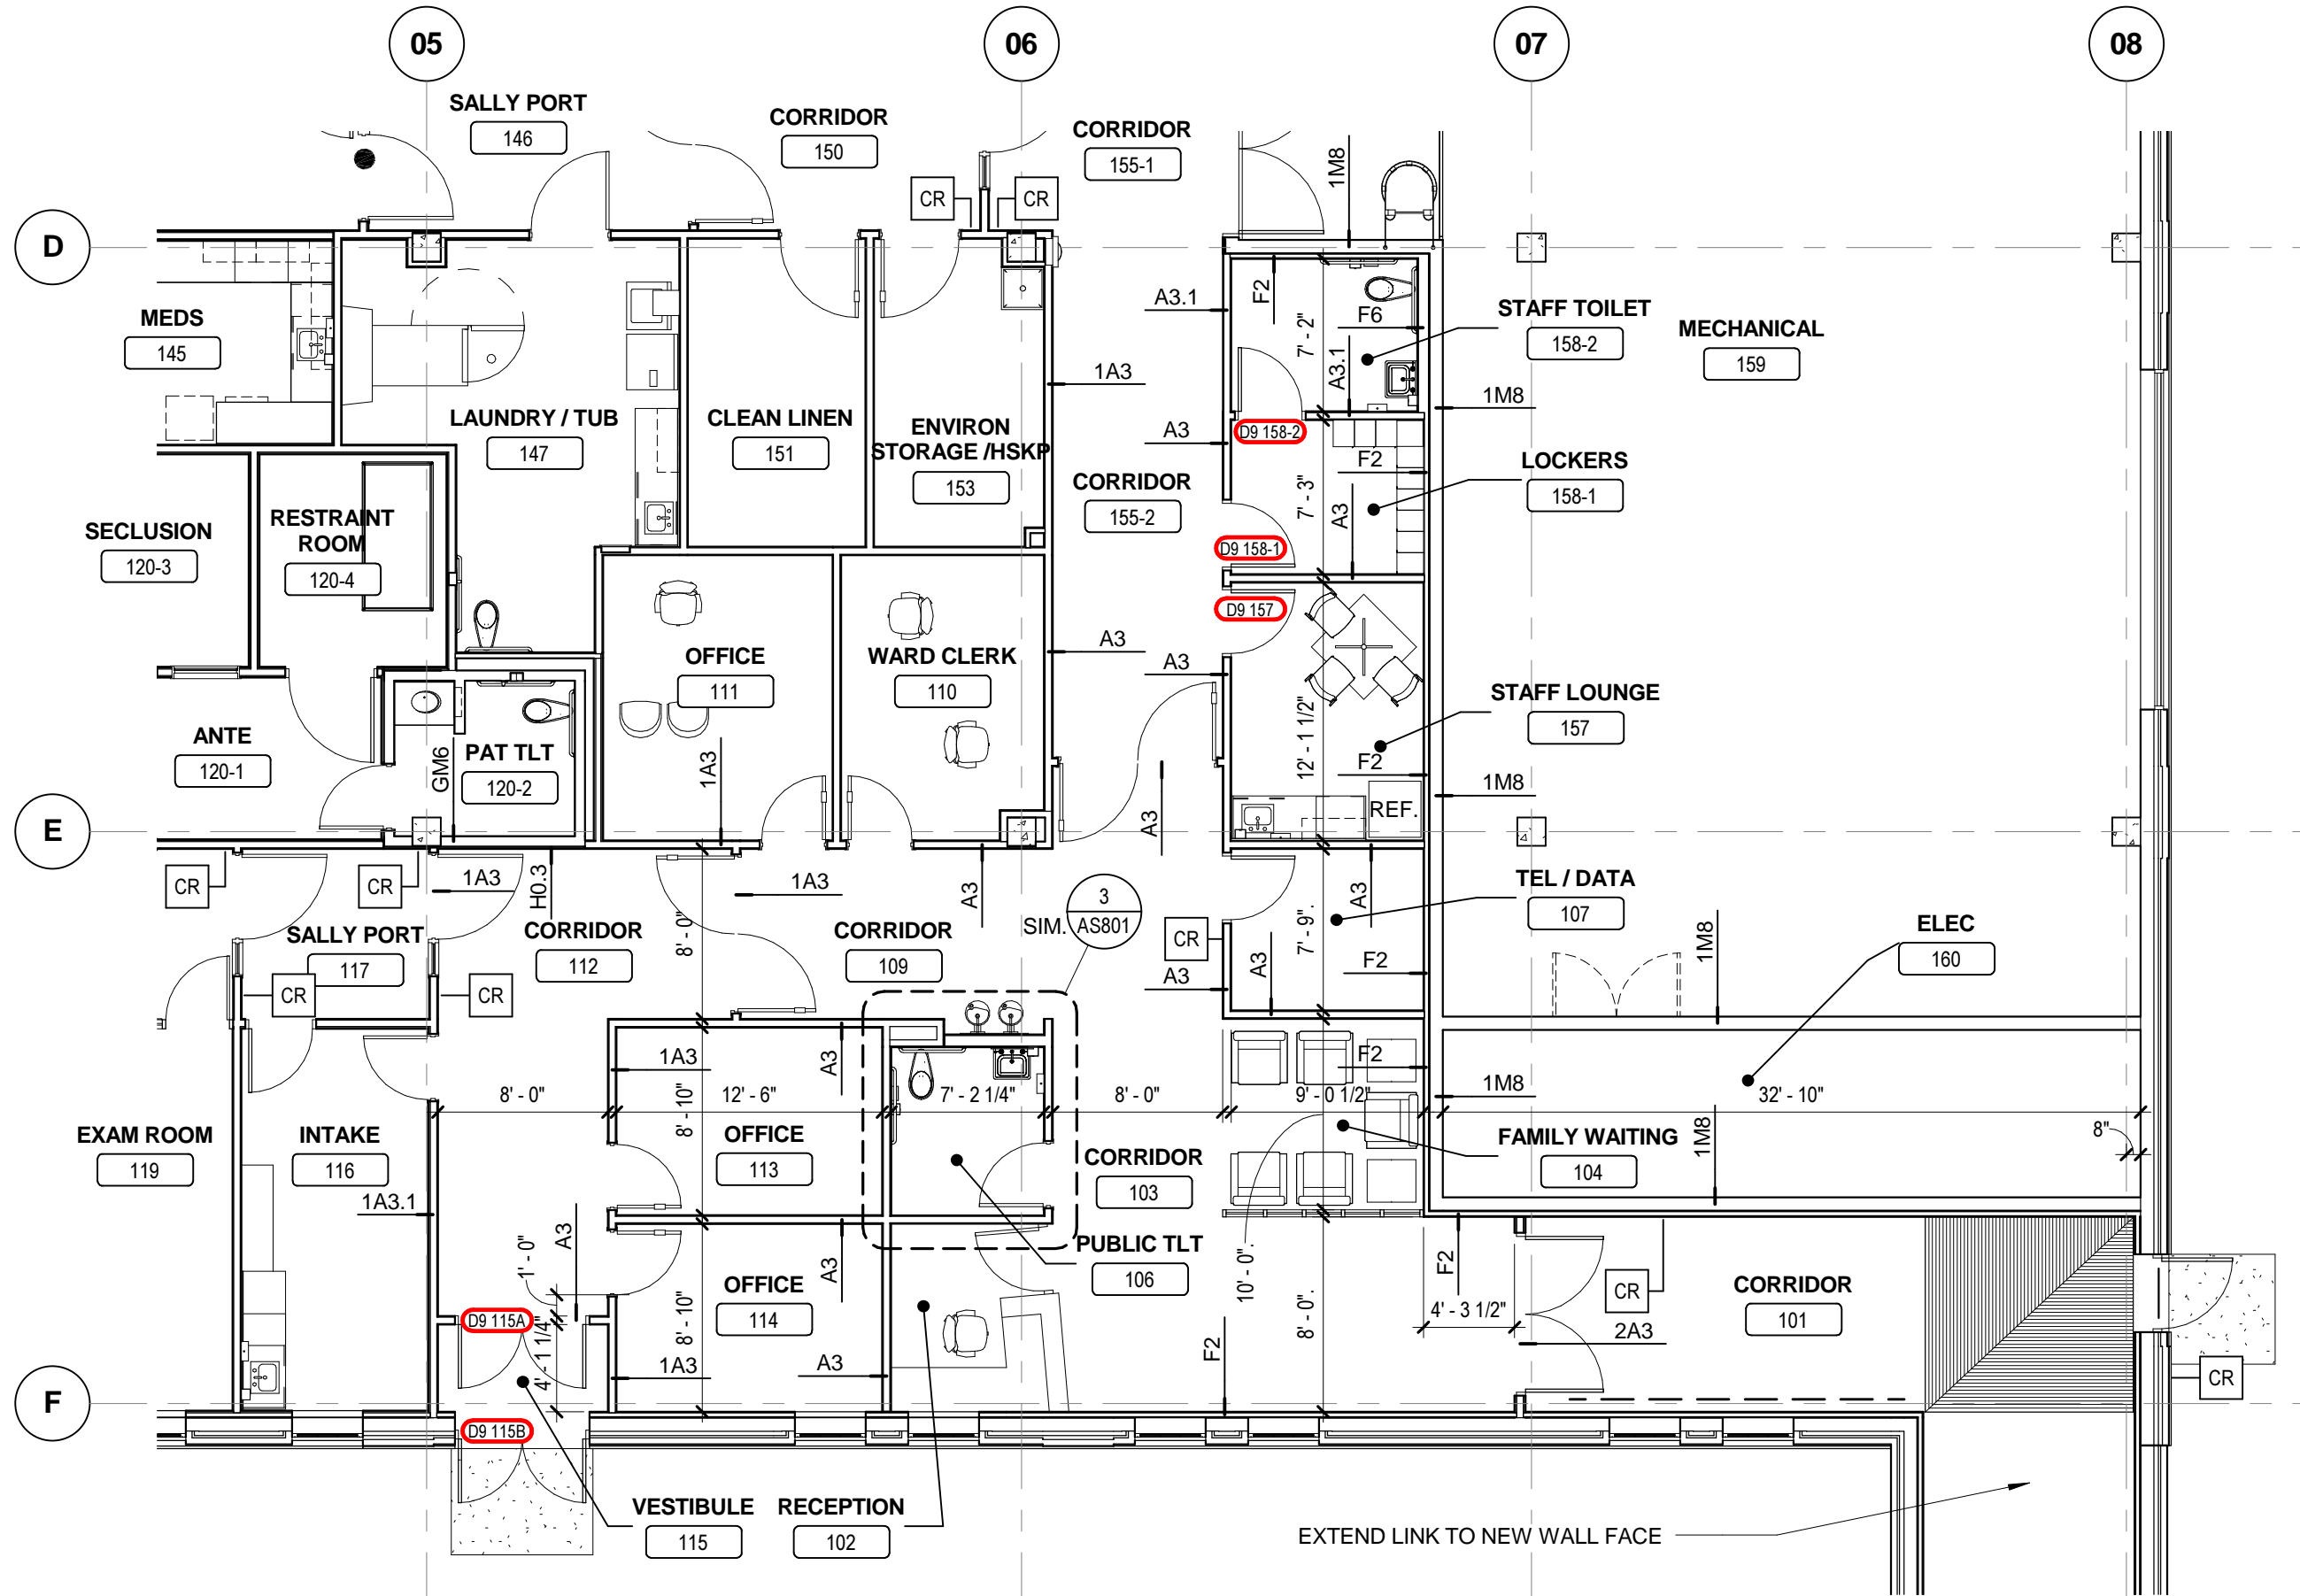 05
06
07
08
SALLY PORT
146
CORRIDOR
150
CORRIDOR
155-1
1M8
CR
CR
D
MEDS
145
A3.1
F2
7' - 2"
F6
A3.1
STAFF TOILET
158-2
MECHANICAL
159
1A3
1M8
LAUNDRY / TUB
147
CLEAN LINEN
151
ENVIRON
STORAGE /HSKP
153
A3
D9 158-2
F2
LOCKERS
158-1
CORRIDOR
155-2
7' - 3"
A3
SECLUSION
120-3
RESTRAINT
ROOM
120-4
D9 158-1
D9 157
A3
A3
OFFICE
111
WARD CLERK
110
STAFF LOUNGE
157
12' - 1 1/2"
F2
ANTE
120-1
GM6
PAT TLT
120-2
1A3
A3
1M8
REF.
E
CR
CR
1A3
H0.3
1A3
A3
3
AS801
SIM.
A3
TEL / DATA
107
8' - 0"
7' - 9".
SALLY PORT
117
CORRIDOR
112
CORRIDOR
109
CR
A3
F2
A3
1M8
ELEC
160
CR
CR
1A3
A3
F2
1M8
8' - 0"
8' - 10"
12' - 6"
7' - 2 1/4"
8' - 0"
9' - 0 1/2"
32' - 10"
8"
EXAM ROOM
119
INTAKE
116
OFFICE
113
CORRIDOR
103
FAMILY WAITING
104
1M8
1A3.1
A3
1' - 0"
A3
PUBLIC TLT
106
10' - 0".
F2
CR
CORRIDOR
101
OFFICE
114
8' - 10"
8' - 0".
4' - 3 1/2"
2A3
D9 115A
4' - 1 1/4"
1A3
A3
F2
CR
F
D9 115B
VESTIBULE
115
RECEPTION
102
EXTEND LINK TO NEW WALL FACE